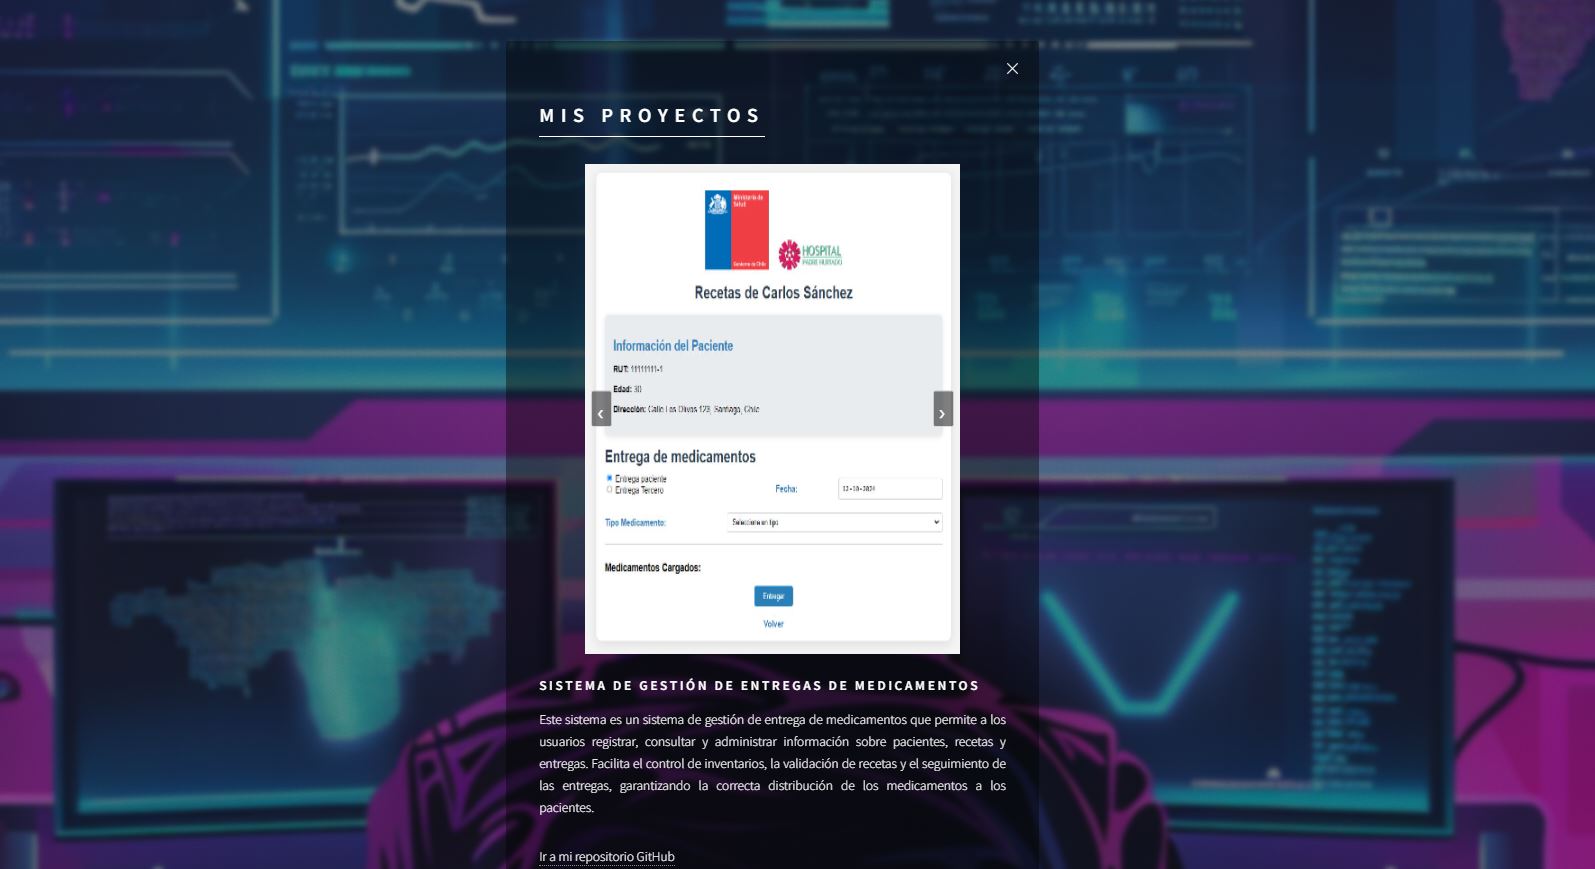 MIS PROYECTOS
Ministerio de
Salud
Gobierno de Chile
HOSPITAL
PADRE HURTADO
Recetas de Carlos Sánchez
Información del Paciente
RUT: 11111111-1
Edad: 30
‹
Dirección: Calle Los Olivos 123, Santiago, Chile
›
Entrega de medicamentos
Entrega paciente
Entrega Tercero
Fecha:
12-10-2024
Tipo Medicamento:
Seleccione un tipo
Medicamentos Cargados:
Entregar
Volver
SISTEMA DE GESTIÓN DE ENTREGAS DE MEDICAMENTOS
Este sistema es un sistema de gestión de entrega de medicamentos que permite a los
usuarios registrar, consultar y administrar información sobre pacientes, recetas y
entregas. Facilita el control de inventarios, la validación de recetas y el seguimiento de
las entregas, garantizando la correcta distribución de los medicamentos a los
pacientes.
Ir a mi repositorio GitHub